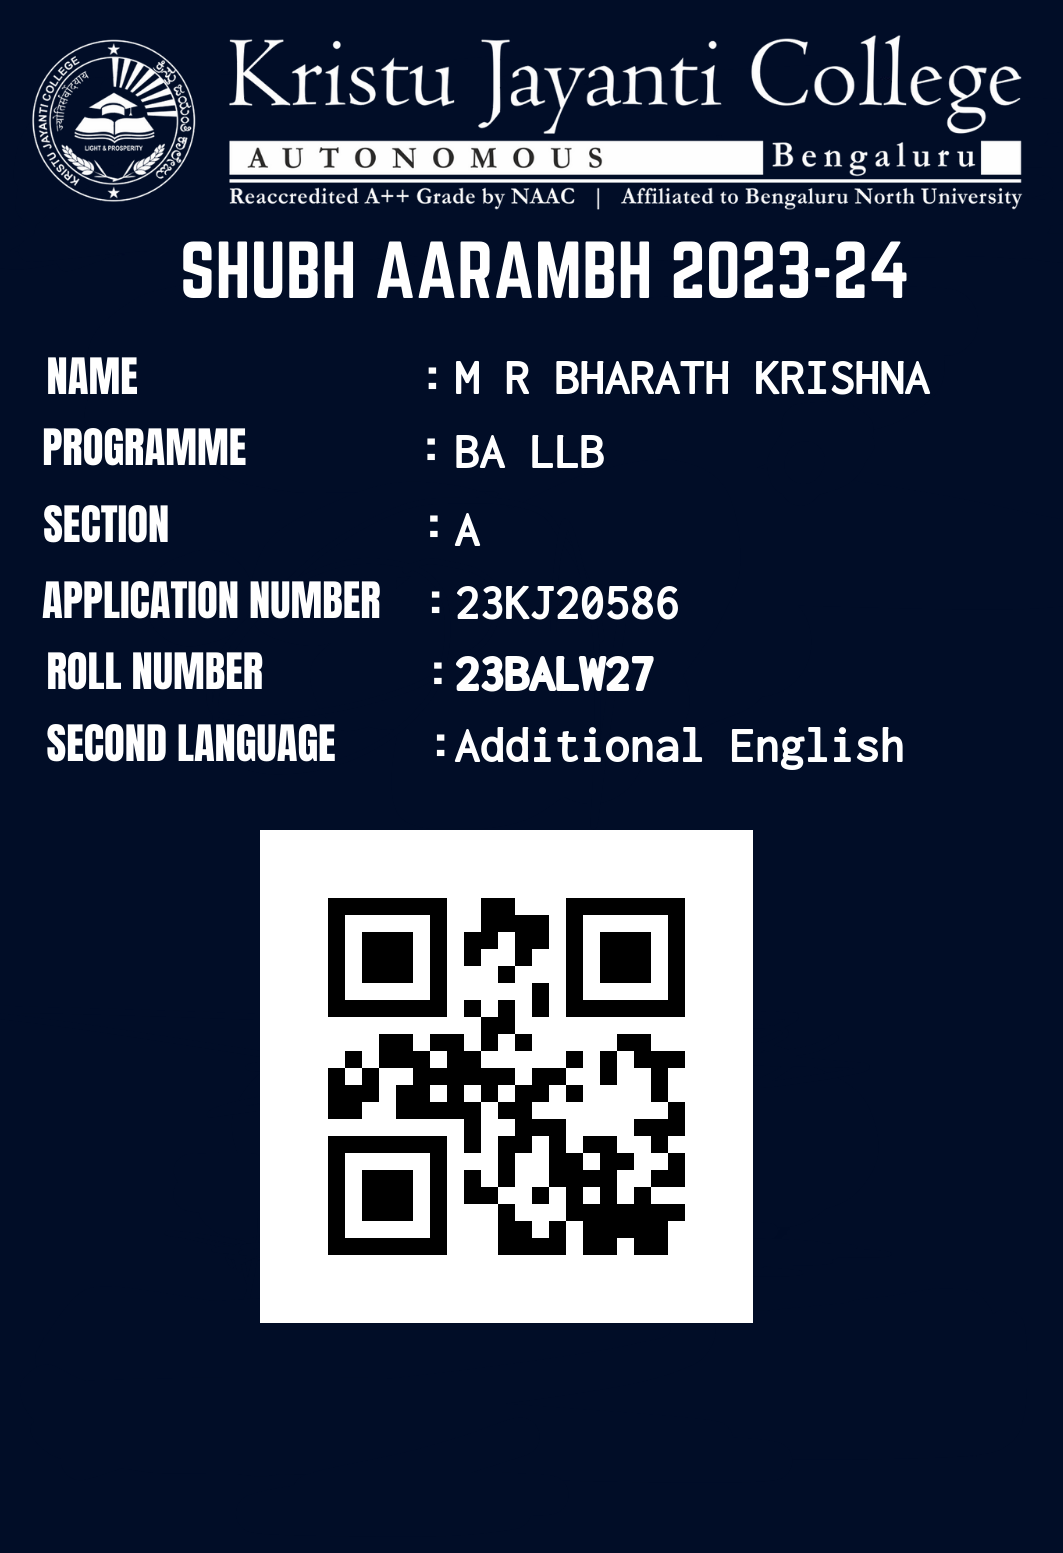 KRISTU JAYANTI COLLEGE
ಕ್ರಿಸ್ತು ಜಯಂತಿ ಕಾಲೇಜು
LIGHT & PROSPERITY
Kristu Jayanti College
AUTONOMOUS Bengaluru
Reaccredited A++ Grade by NAAC | Affiliated to Bengaluru North University
SHUBH AARAMBH 2023-24
NAME : M R BHARATH KRISHNA
PROGRAMME : BA LLB
SECTION : A
APPLICATION NUMBER : 23KJ20586
ROLL NUMBER : 23BALW27
SECOND LANGUAGE : Additional English